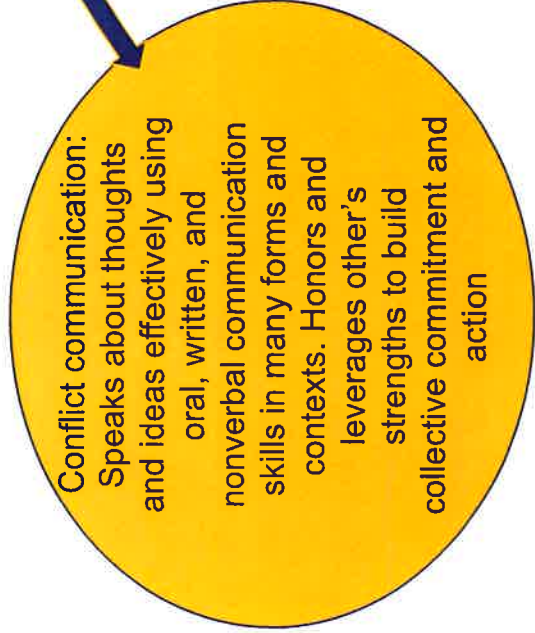 Conflict communication:
Speaks about thoughts
and ideas effectively using
oral, written, and
nonverbal communication
skills in many forms and
contexts. Honors and
leverages other's
strengths to build
collective commitment and
action